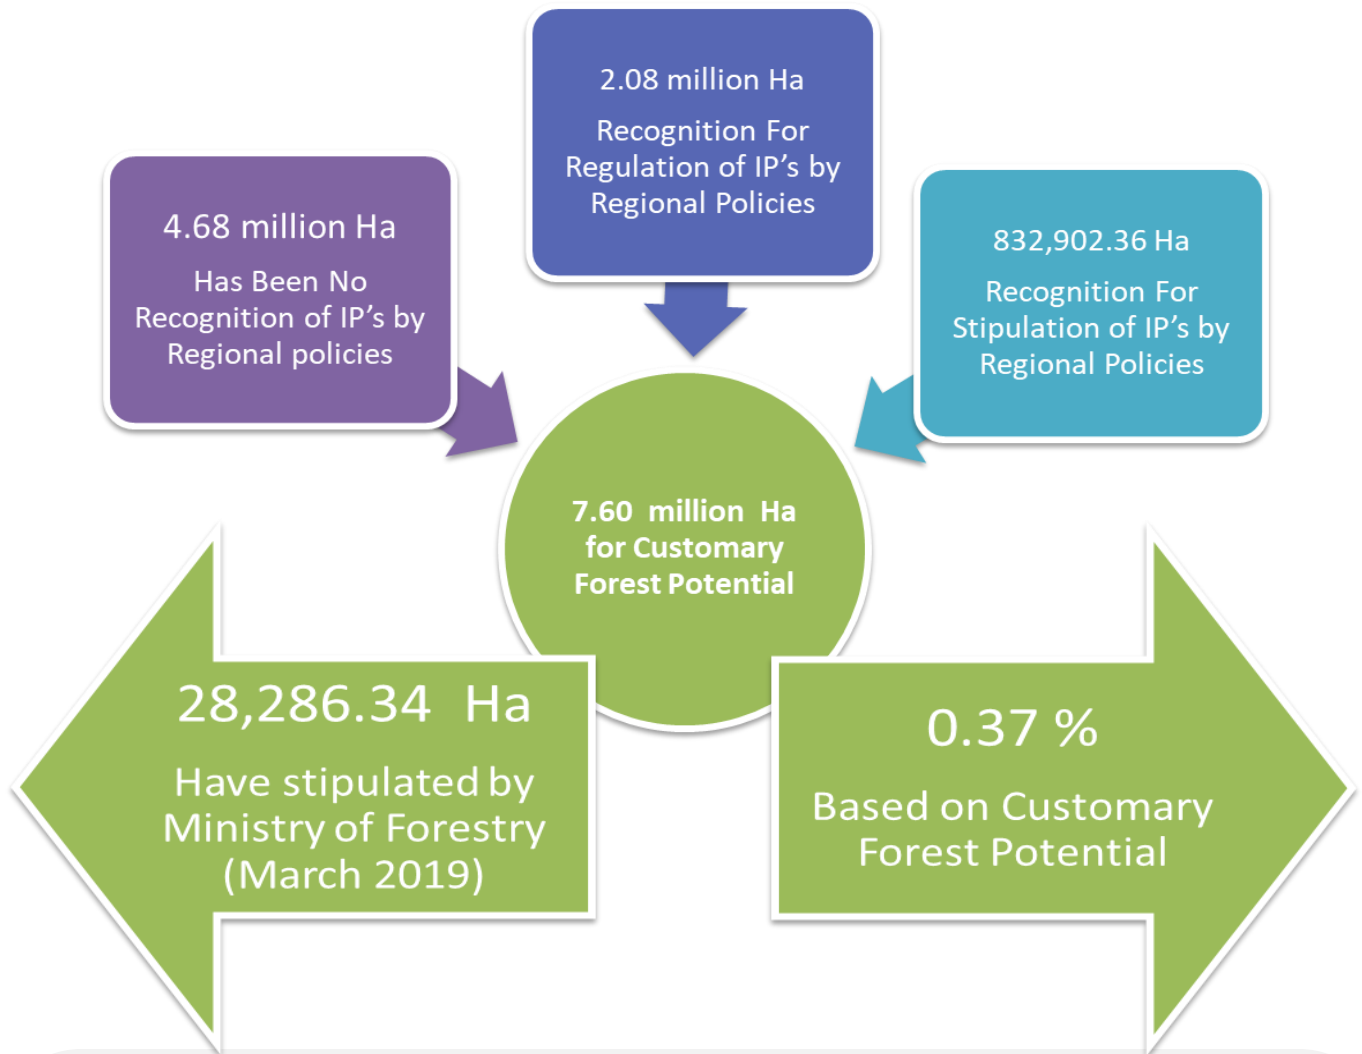 2.08 million Ha
Recognition For
Regulation of IP's by
Regional Policies
4.68 million Ha
Has Been No
Recognition of IP's by
Regional policies
832,902.36 Ha
Recognition For
Stipulation of IP's by
Regional Policies
7.60 million Ha
for Customary
Forest Potential
28,286.34 Ha
Have stipulated by
Ministry of Forestry
(March 2019)
0.37 %
Based on Customary
Forest Potential